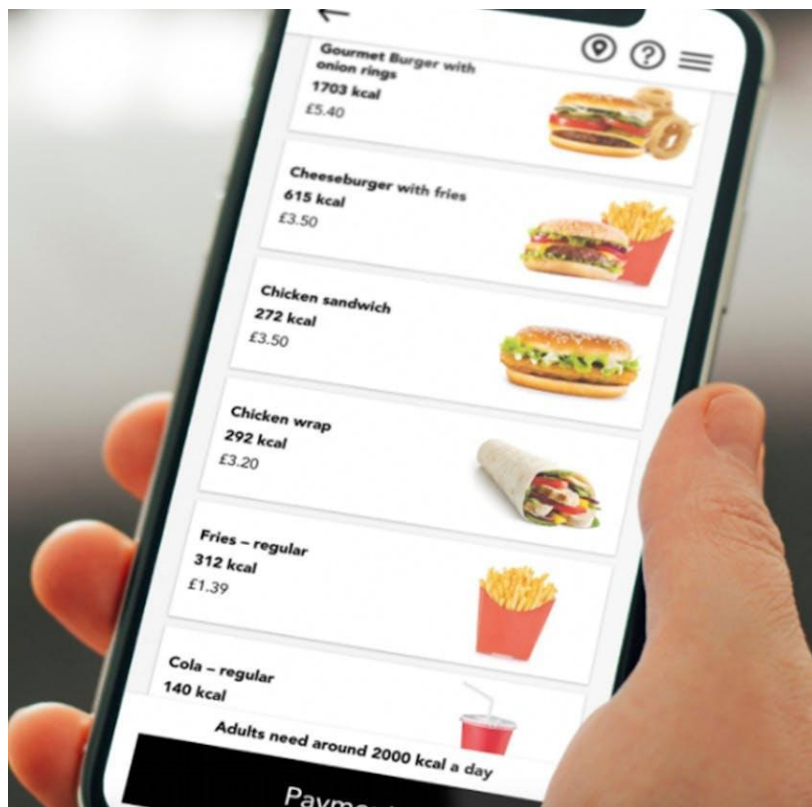 Gourmet Burger with
onion rings
1703 kcal
£5.40
Cheeseburger with fries
615 kcal
£3.50
Chicken sandwich
272 kcal
£3.50
Chicken wrap
292 kcal
£3.20
Fries – regular
312 kcal
£1.39
Cola – regular
140 kcal
Adults need around 2000 kcal a day